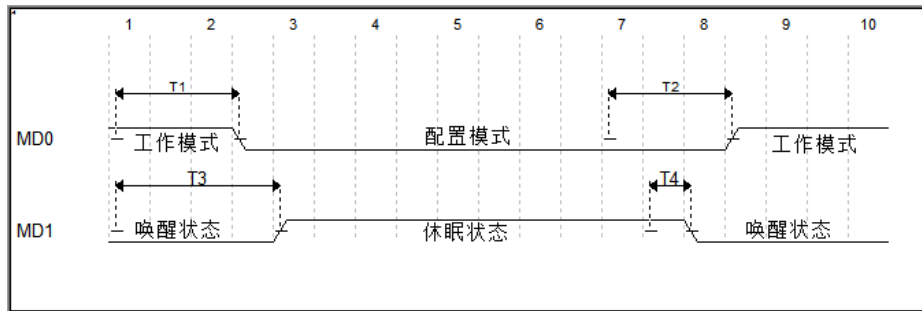 1 2 3 4 5 6 7 8 9 10
T1 T2
MD0 工作模式 配置模式 工作模式
T3 T4
MD1 唤醒状态 休眠状态 唤醒状态